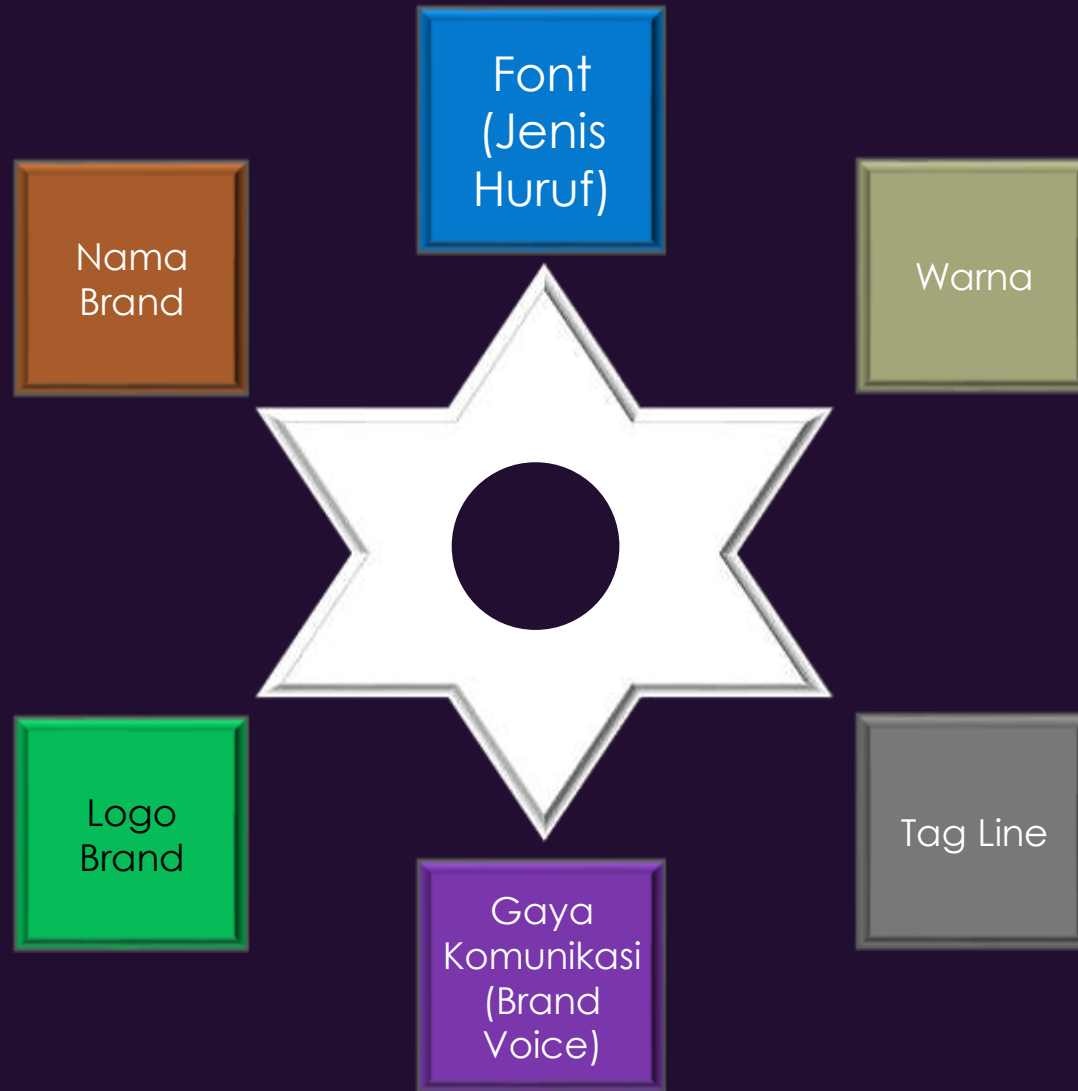 Font
(Jenis
Huruf)
Nama
Brand
Warna
Logo
Brand
Tag Line
Gaya
Komunikasi
(Brand
Voice)